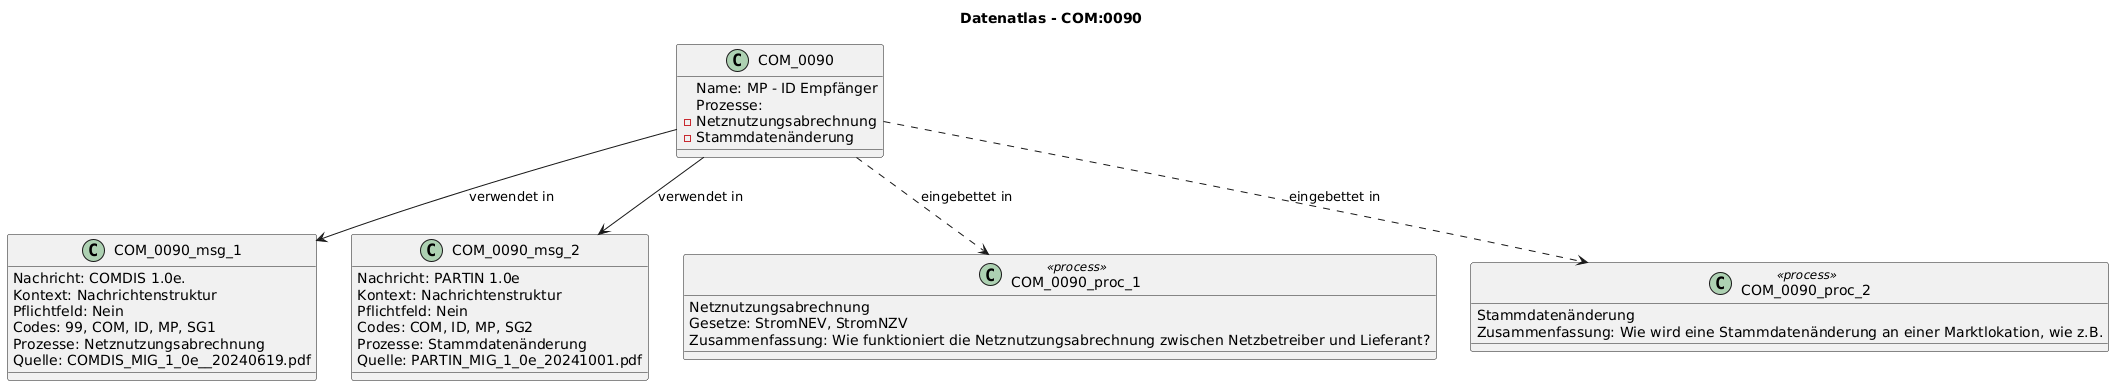 Datenatlas - COM:0090
C COM_0090
Name: MP - ID Empfänger
Prozesse:
Netznutzungsabrechnung
Stammdatenänderung
verwendet in
verwendet in
eingebettet in
eingebettet in
C COM_0090_msg_1
Nachricht: COMDIS 1.0e.
Kontext: Nachrichtenstruktur
Pflichtfeld: Nein
Codes: 99, COM, ID, MP, SG1
Prozesse: Netznutzungsabrechnung
Quelle: COMDIS_MIG_1_0e__20240619.pdf
C COM_0090_msg_2
Nachricht: PARTIN 1.0e
Kontext: Nachrichtenstruktur
Pflichtfeld: Nein
Codes: COM, ID, MP, SG2
Prozesse: Stammdatenänderung
Quelle: PARTIN_MIG_1_0e_20241001.pdf
«process»
C COM_0090_proc_1
Netznutzungsabrechnung
Gesetze: StromNEV, StromNZV
Zusammenfassung: Wie funktioniert die Netznutzungsabrechnung zwischen Netzbetreiber und Lieferant?
«process»
C COM_0090_proc_2
Stammdatenänderung
Zusammenfassung: Wie wird eine Stammdatenänderung an einer Marktlokation, wie z.B.